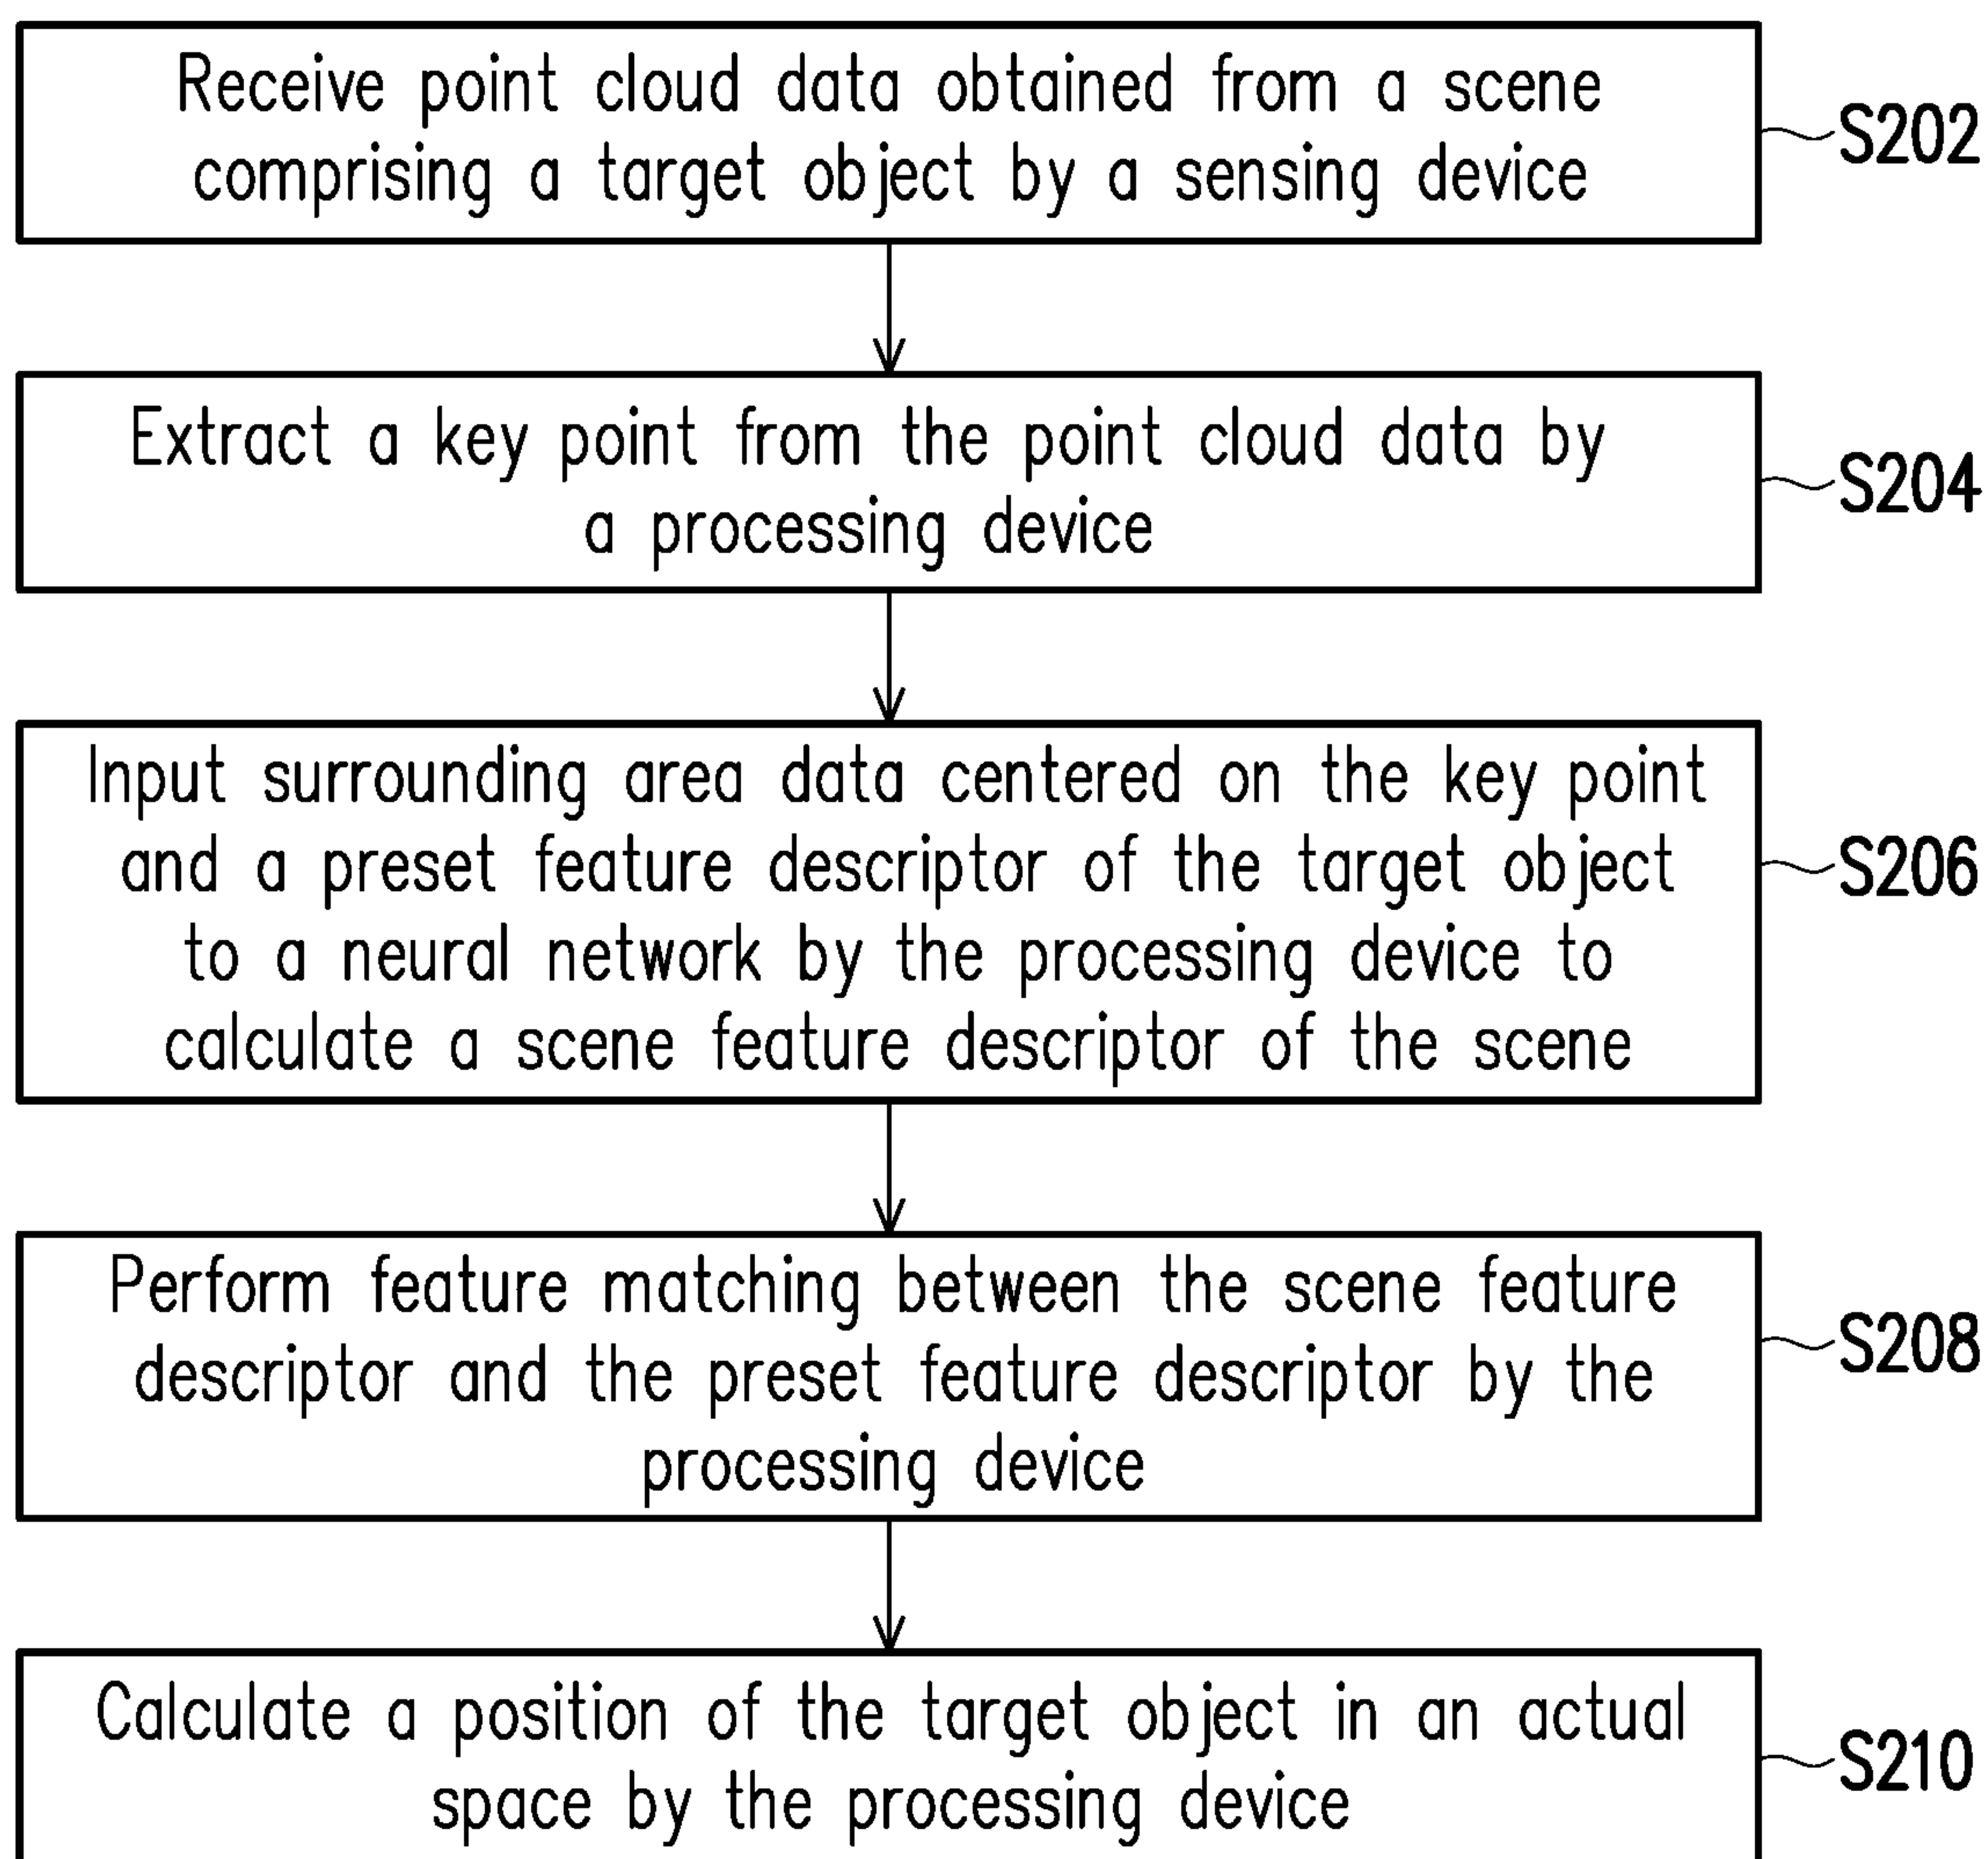 Receive point cloud data obtained from a scene
comprising a target object by a sensing device
S202
Extract a key point from the point cloud data by
a processing device
S204
Input surrounding area data centered on the key point
and a preset feature descriptor of the target object
to a neural network by the processing device to
calculate a scene feature descriptor of the scene
S206
Perform feature matching between the scene feature
descriptor and the preset feature descriptor by the
processing device
S208
Calculate a position of the target object in an actual
space by the processing device
S210